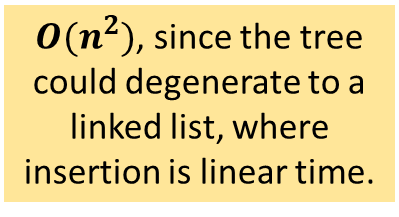 O(n²), since the tree
could degenerate to a
linked list, where
insertion is linear time.